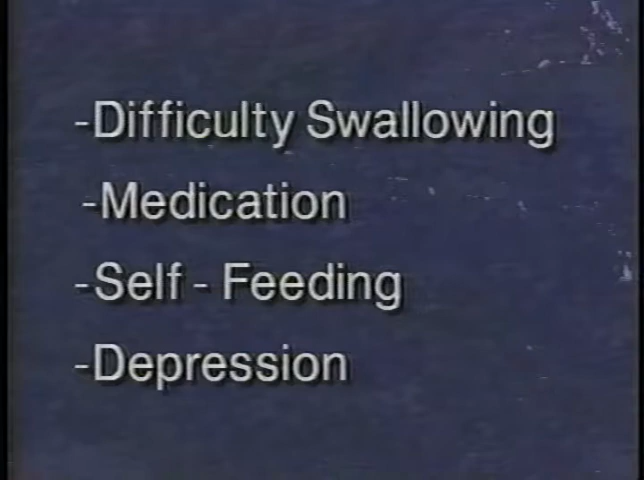 -Difficulty Swallowing
-Medication
-Self - Feeding
-Depression